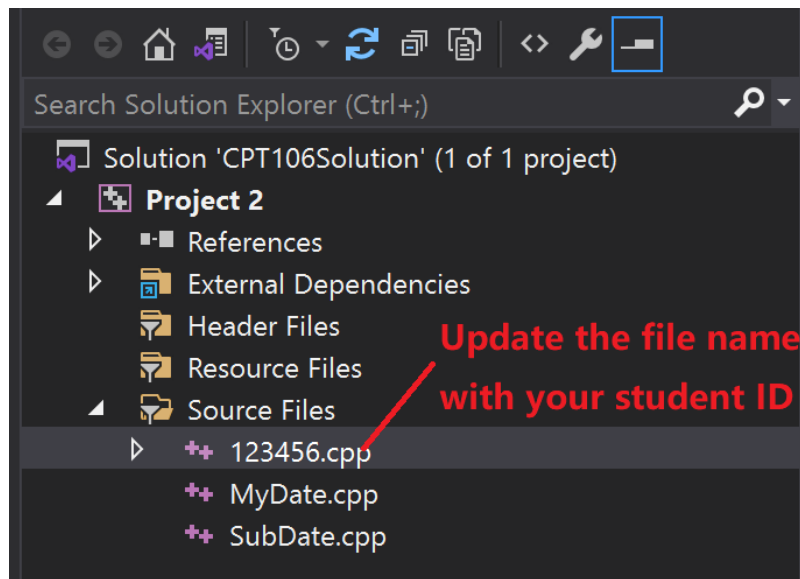 Search Solution Explorer (Ctrl+;)
Solution 'CPT106Solution' (1 of 1 project)
Project 2
References
External Dependencies
Header Files
Resource Files
Source Files
123456.cpp
MyDate.cpp
SubDate.cpp
Update the file name
with your student ID